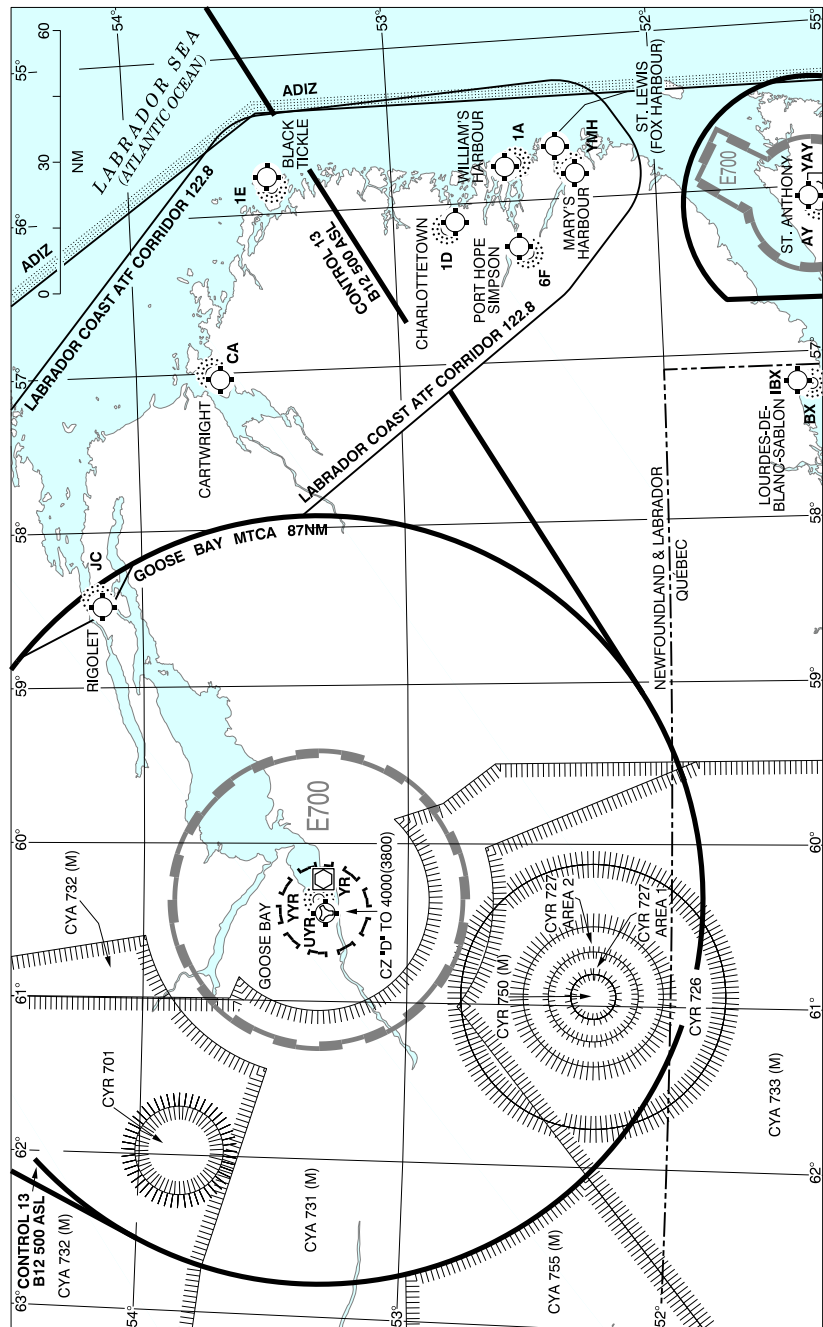 54°
53°
52°
55°
60
55°
30
NM
56°
0
57°
58°
59°
60°
61°
62°
63°
LABRADOR SEA
(ATLANTIC OCEAN)
ADIZ
ADIZ
LABRADOR COAST ATF CORRIDOR 122.8
1E
BLACK
TICKLE
CONTROL 13
B12 500 ASL
CHARLOTTETOWN
1D
WILLIAM'S
HARBOUR
1A
PORT HOPE
SIMPSON
6F
YMH
MARY'S
HARBOUR
ST. LEWIS
(FOX HARBOUR)
E700
ST. ANTHONY
AY
YAY
CA
CARTWRIGHT
LABRADOR COAST ATF CORRIDOR 122.8
LOURDES-DE-
BLANC-SABLON
IBX
BX
57°
58°
59°
60°
61°
62°
GOOSE BAY MTCA 87NM
JC
RIGOLET
NEWFOUNDLAND & LABRADOR
QUÉBEC
E700
GOOSE BAY
UYR
YYR
YR
CZ "D" TO 4000(3800)
CYA 732 (M)
CYR 701
CYR 727
AREA 2
CYR 727
AREA 1
CYR 750 (M)
CYR 726
CYA 733 (M)
CYA 731 (M)
CYA 755 (M)
CONTROL 13
B12 500 ASL
CYA 732 (M)
54°
53°
52°